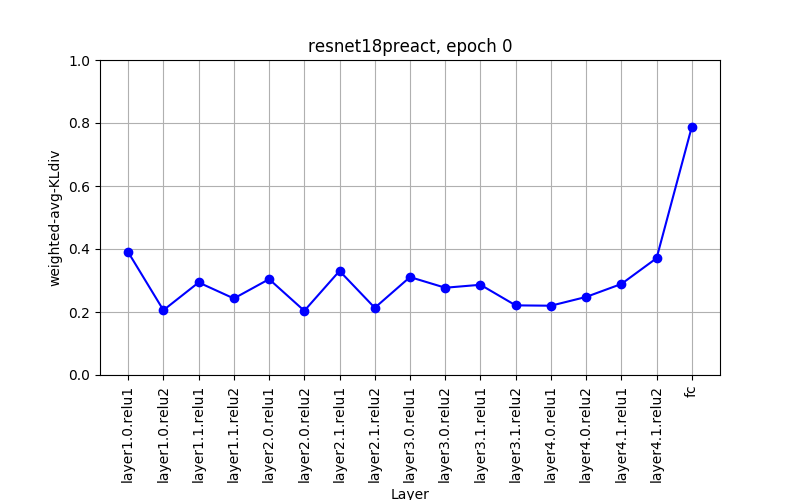 resnet18preact, epoch 0
1.0
0.8
0.6
0.4
0.2
0.0
weighted-avg-KLdiv
layer1.0.relu1
layer1.0.relu2
layer1.1.relu1
layer1.1.relu2
layer2.0.relu1
layer2.0.relu2
layer2.1.relu1
layer2.1.relu2
layer3.0.relu1
layer3.0.relu2
layer3.1.relu1
layer3.1.relu2
layer4.0.relu1
layer4.0.relu2
layer4.1.relu1
layer4.1.relu2
fc
Layer